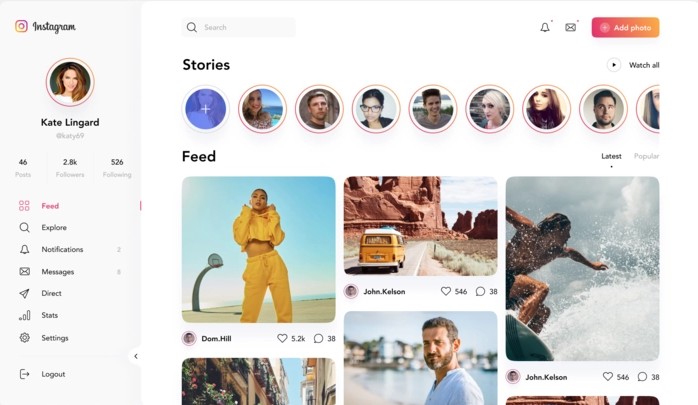 Instagram
Kate Lingard
@katy69
46 2.8k 526
Posts Followers Following
Feed
Explore
Notifications 3
Messages 8
Direct
Stats
Settings
Logout
Search
Add photo
Stories
Watch all
Feed
Latest Popular
Dom.Hill 5.2k 38
John.Kelson 546 38
John.Kelson 546 38